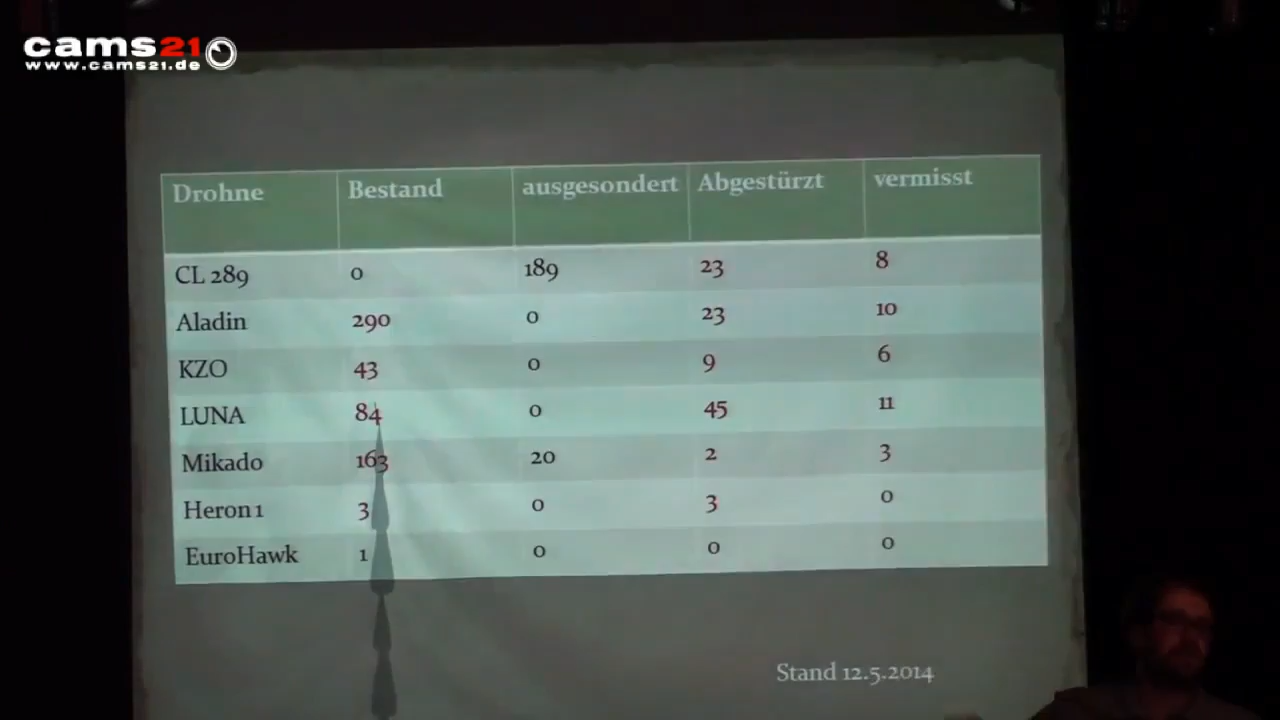 cams21
www.cams21.de
Drohne Bestand ausgesondert Abgestürzt vermisst
CL 289 0 189 23 8
Aladin 290 0 23 10
KZO 43 0 9 6
LUNA 84 0 45 11
Mikado 163 20 2 3
Heron 1 3 0 3 0
EuroHawk 1 0 0 0
Stand 12.5.2014